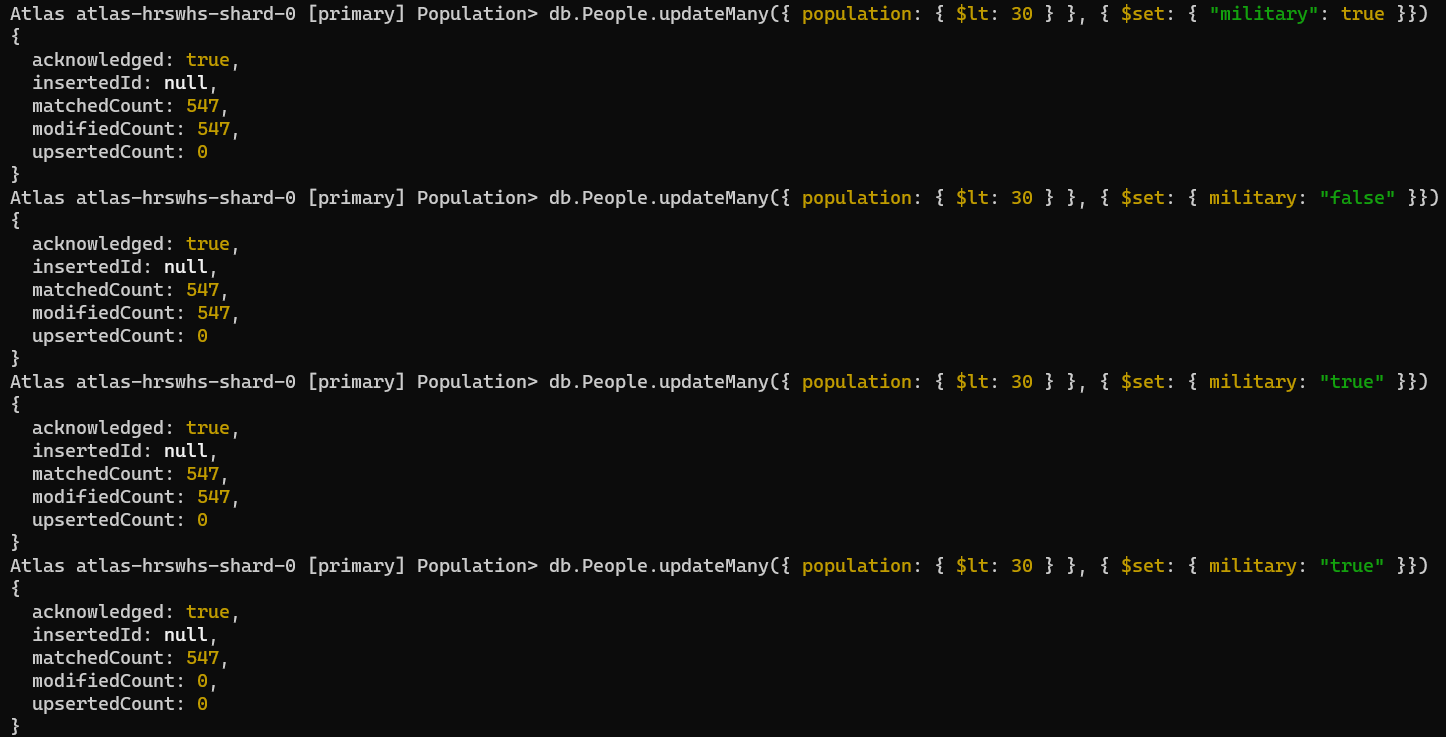 Atlas atlas-hrswhs-shard-0 [primary] Population> db.People.updateMany({ population: { $lt: 30 } }, { $set: { "military": true }})
{
  acknowledged: true,
  insertedId: null,
  matchedCount: 547,
  modifiedCount: 547,
  upsertedCount: 0
}
Atlas atlas-hrswhs-shard-0 [primary] Population> db.People.updateMany({ population: { $lt: 30 } }, { $set: { military: "false" }})
{
  acknowledged: true,
  insertedId: null,
  matchedCount: 547,
  modifiedCount: 547,
  upsertedCount: 0
}
Atlas atlas-hrswhs-shard-0 [primary] Population> db.People.updateMany({ population: { $lt: 30 } }, { $set: { military: "true" }})
{
  acknowledged: true,
  insertedId: null,
  matchedCount: 547,
  modifiedCount: 547,
  upsertedCount: 0
}
Atlas atlas-hrswhs-shard-0 [primary] Population> db.People.updateMany({ population: { $lt: 30 } }, { $set: { military: "true" }})
{
  acknowledged: true,
  insertedId: null,
  matchedCount: 547,
  modifiedCount: 0,
  upsertedCount: 0
}